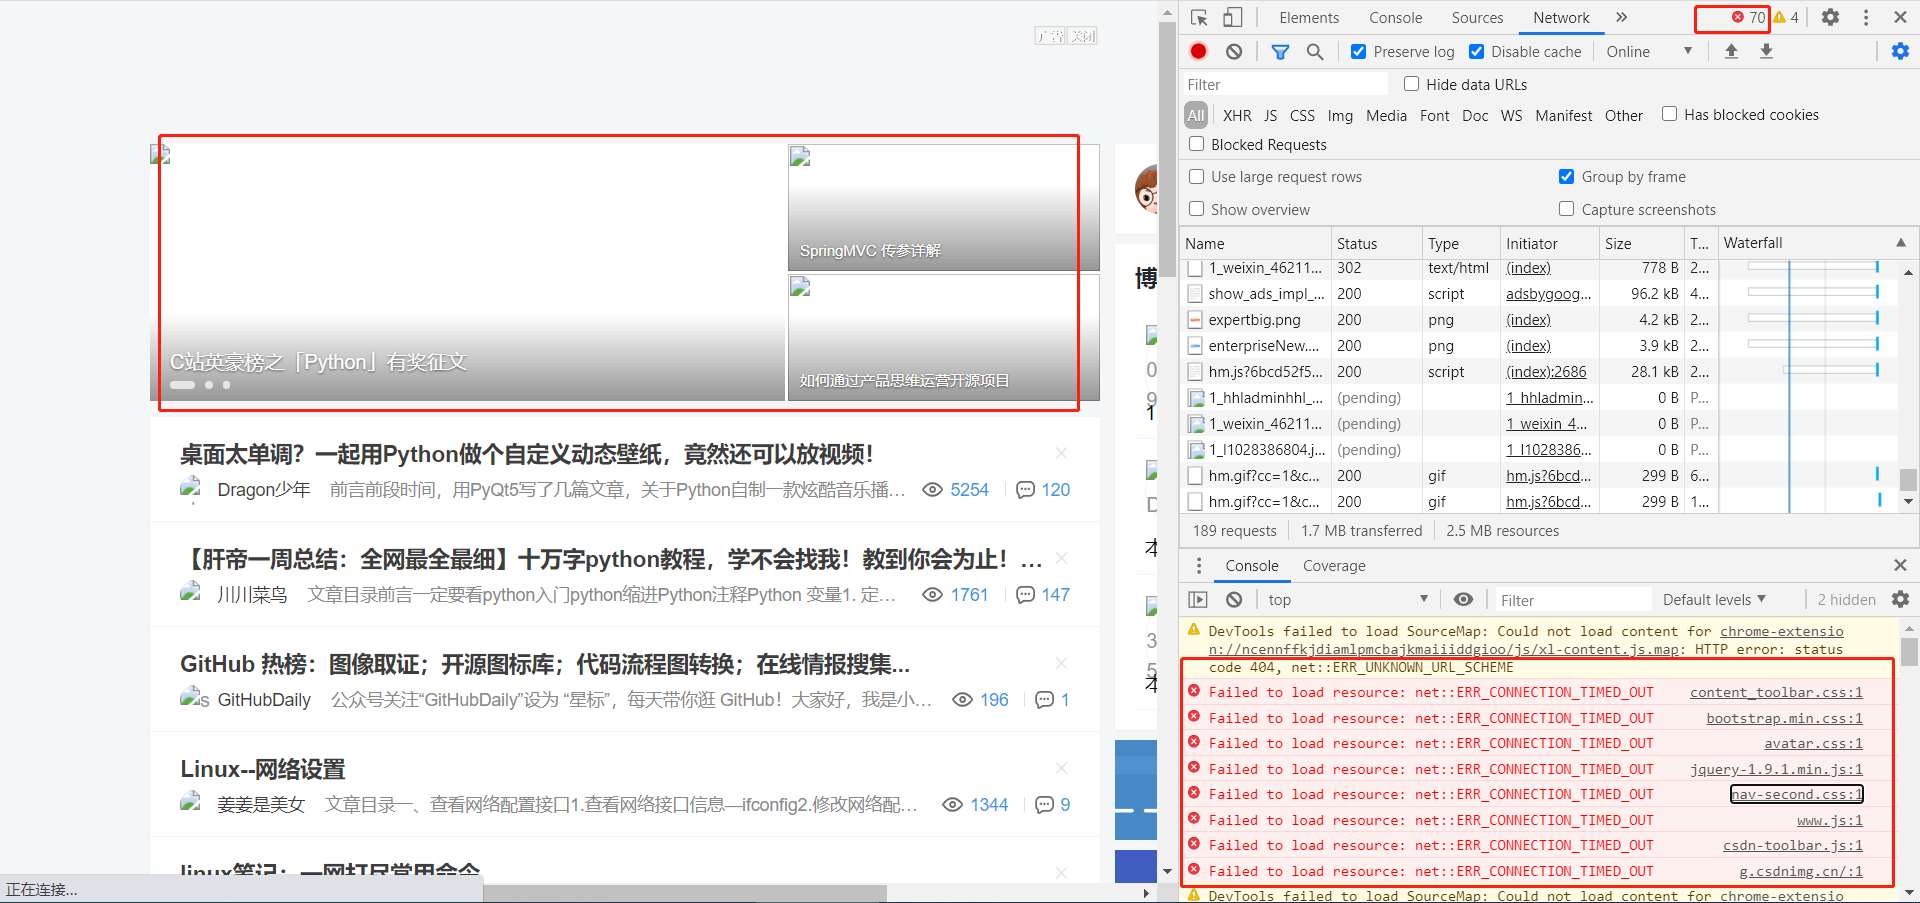 广告 关闭
C站英豪榜之「Python」有奖征文
SpringMVC 传参详解
如何通过产品思维运营开源项目
桌面太单调？一起用Python做个自定义动态壁纸，竟然还可以放视频！
Dragon少年 前言前段时间，用PyQt5写了几篇文章，关于Python自制一款炫酷音乐播... 5254 120
【肝帝一周总结：全网最全最细】十万字python教程，学不会找我！教到你会为止！...
川川菜鸟 文章目录前言一定要看python入门python缩进Python注释Python 变量1. 定... 1761 147
GitHub 热榜：图像取证；开源图标库；代码流程图转换；在线情报搜集...
GitHubDaily 公众号关注“GitHubDaily”设为 “星标”，每天带你逛 GitHub！大家好，我是小... 196 1
Linux--网络设置
姜姜是美女 文章目录一、查看网络配置接口1.查看网络接口信息—ifconfig2.修改网络配... 1344 9
linux笔记：一网打尽常用命令
正在连接...
博
0
9
1
D
本
3
5
本
Elements Console Sources Network 70 4
Preserve log Disable cache Online
Filter Hide data URLs
All XHR JS CSS Img Media Font Doc WS Manifest Other Has blocked cookies
Blocked Requests
Use large request rows Group by frame
Show overview Capture screenshots
Name Status Type Initiator Size T... Waterfall
1_weixin_46211... 302 text/html (index) 778 B 2...
show_ads_impl_... 200 script adsbygoog... 96.2 kB 4...
expertbig.png 200 png (index) 4.2 kB 2...
enterpriseNew.... 200 png (index) 3.9 kB 2...
hm.js?6bcd52f5... 200 script (index):2686 28.1 kB 2...
1_hhladminhhl_... (pending) 1_hhladmin... 0 B P...
1_weixin_46211... (pending) 1_weixin_4... 0 B P...
1_l1028386804.j... (pending) 1_l1028386... 0 B P...
hm.gif?cc=1&c... 200 gif hm.js?6bcd... 299 B 6...
hm.gif?cc=1&c... 200 gif hm.js?6bcd... 299 B 1...
189 requests 1.7 MB transferred 2.5 MB resources
Console Coverage
top Filter Default levels 2 hidden
DevTools failed to load SourceMap: Could not load content for chrome-extensio
n://ncennffkjdiamlpmcbajkmaiiiddgioo/js/xl-content.js.map: HTTP error: status
code 404, net::ERR_UNKNOWN_URL_SCHEME
Failed to load resource: net::ERR_CONNECTION_TIMED_OUT content_toolbar.css:1
Failed to load resource: net::ERR_CONNECTION_TIMED_OUT bootstrap.min.css:1
Failed to load resource: net::ERR_CONNECTION_TIMED_OUT avatar.css:1
Failed to load resource: net::ERR_CONNECTION_TIMED_OUT jquery-1.9.1.min.js:1
Failed to load resource: net::ERR_CONNECTION_TIMED_OUT nav-second.css:1
Failed to load resource: net::ERR_CONNECTION_TIMED_OUT www.js:1
Failed to load resource: net::ERR_CONNECTION_TIMED_OUT csdn-toolbar.js:1
Failed to load resource: net::ERR_CONNECTION_TIMED_OUT g.csdnimg.cn/:1
DevTools failed to load SourceMap: Could not load content for chrome-extensio